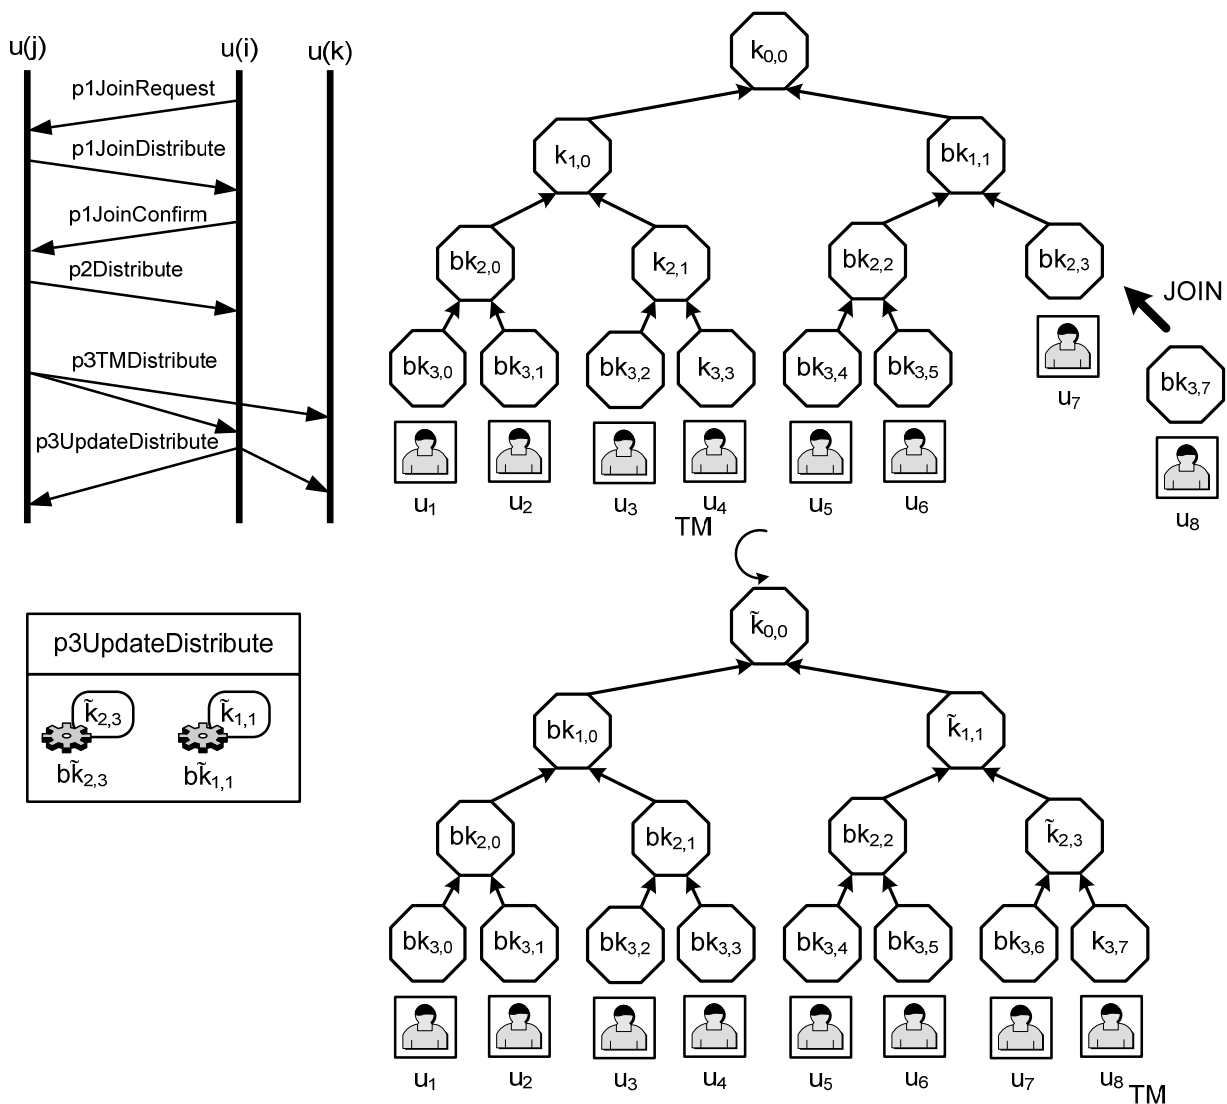 u(j) u(i) u(k)
p1JoinRequest
p1JoinDistribute
p1JoinConfirm
p2Distribute
p3TMDistribute
p3UpdateDistribute
k0,0
k1,0 bk1,1
bk2,0 k2,1 bk2,2 bk2,3
JOIN
bk3,0 bk3,1 bk3,2 k3,3 bk3,4 bk3,5 bk3,7
u7
u1 u2 u3 u4 u5 u6 u8
TM
p3UpdateDistribute
k̃2,3 k̃1,1
bk̃2,3 bk̃1,1
k̃0,0
bk1,0 k̃1,1
bk2,0 bk2,1 bk2,2 k̃2,3
bk3,0 bk3,1 bk3,2 bk3,3 bk3,4 bk3,5 bk3,6 k3,7
u1 u2 u3 u4 u5 u6 u7 u8
TM